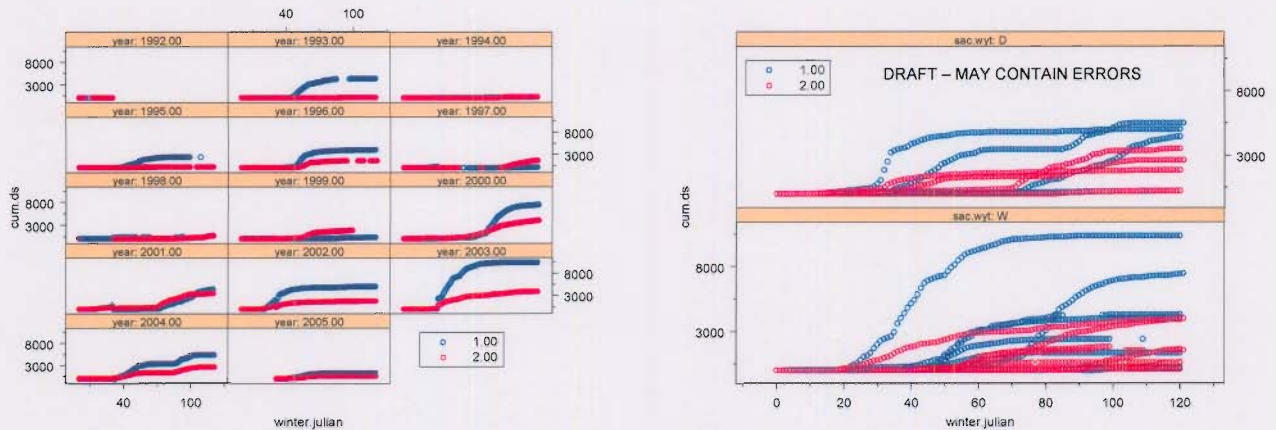 40 100
year: 1992.00 year: 1993.00 year: 1994.00
8000
3000
year: 1995.00 year: 1996.00 year: 1997.00
8000
3000
year: 1998.00 year: 1999.00 year: 2000.00
8000
3000
year: 2001.00 year: 2002.00 year: 2003.00
8000
3000
year: 2004.00 year: 2005.00
8000
3000
1.00
2.00
40 100
winter.julian
cum.ds
sac.wyt: D
1.00
2.00
DRAFT – MAY CONTAIN ERRORS
8000
3000
sac.wyt: W
8000
3000
cum.ds
0 20 40 60 80 100 120
winter.julian